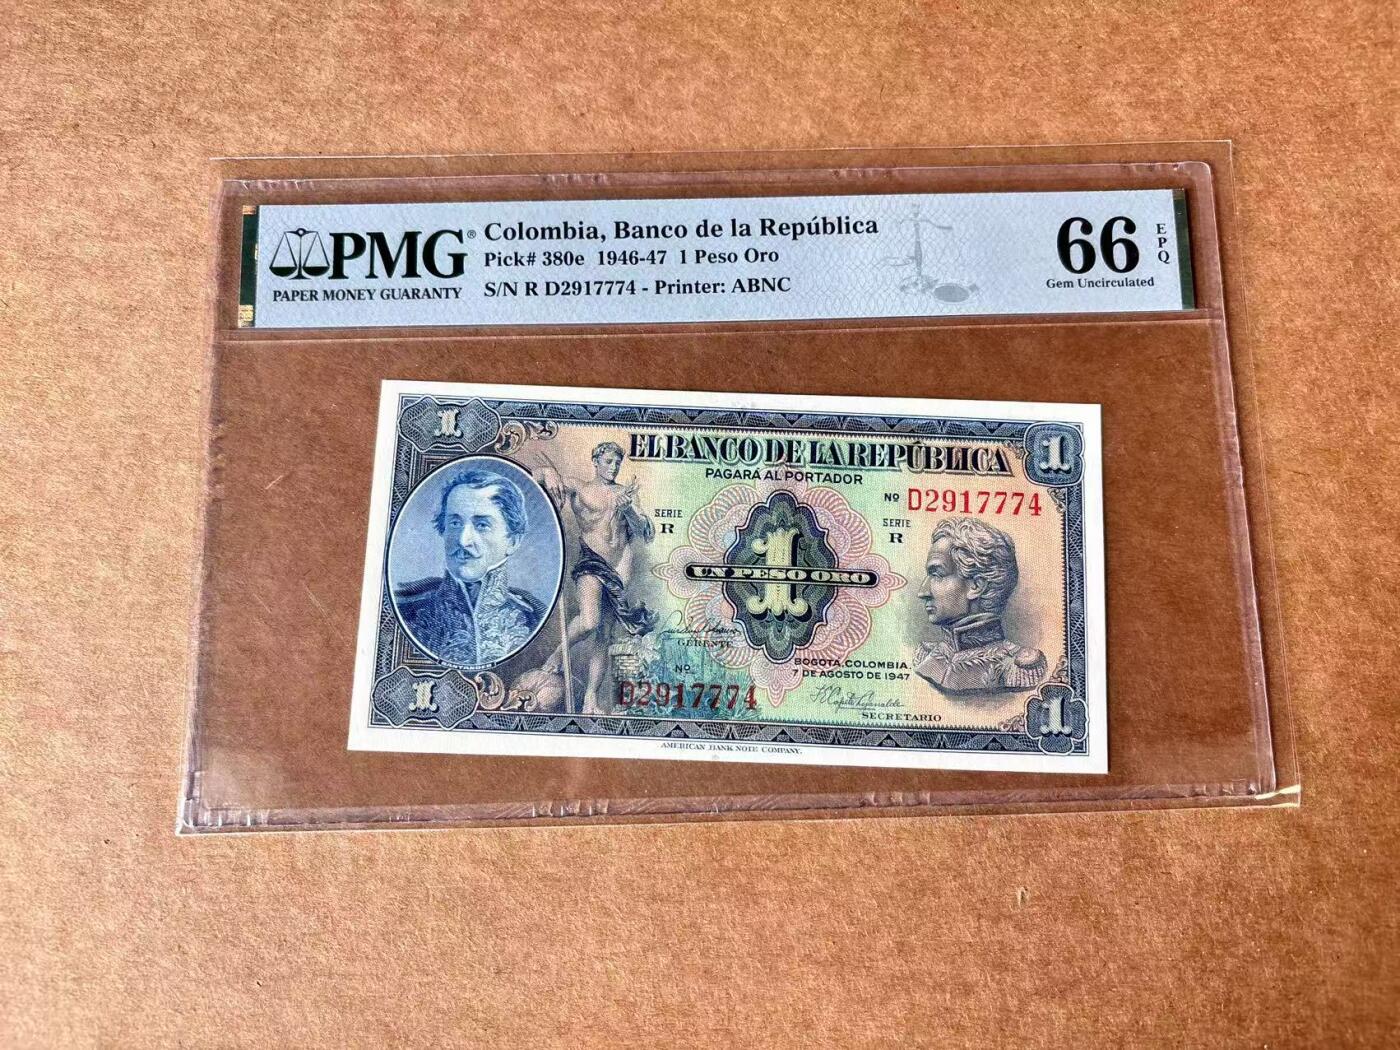 PMG®
PAPER MONEY GUARANTY
Colombia, Banco de la República
Pick# 380e 1946-47 1 Peso Oro
S/N R D2917774 - Printer: ABNC
66
EPQ
Gem Uncirculated
1
1
EL BANCO DE LA REPÚBLICA
PAGARÁ AL PORTADOR
Nº D2917774
SERIE
R
SERIE
R
1
UN PESO ORO
GERENTE
Nº
D2917774
BOGOTA, COLOMBIA.
7 DE AGOSTO DE 1947
SECRETARIO
SANTANDER
1
1
AMERICAN BANK NOTE COMPANY.